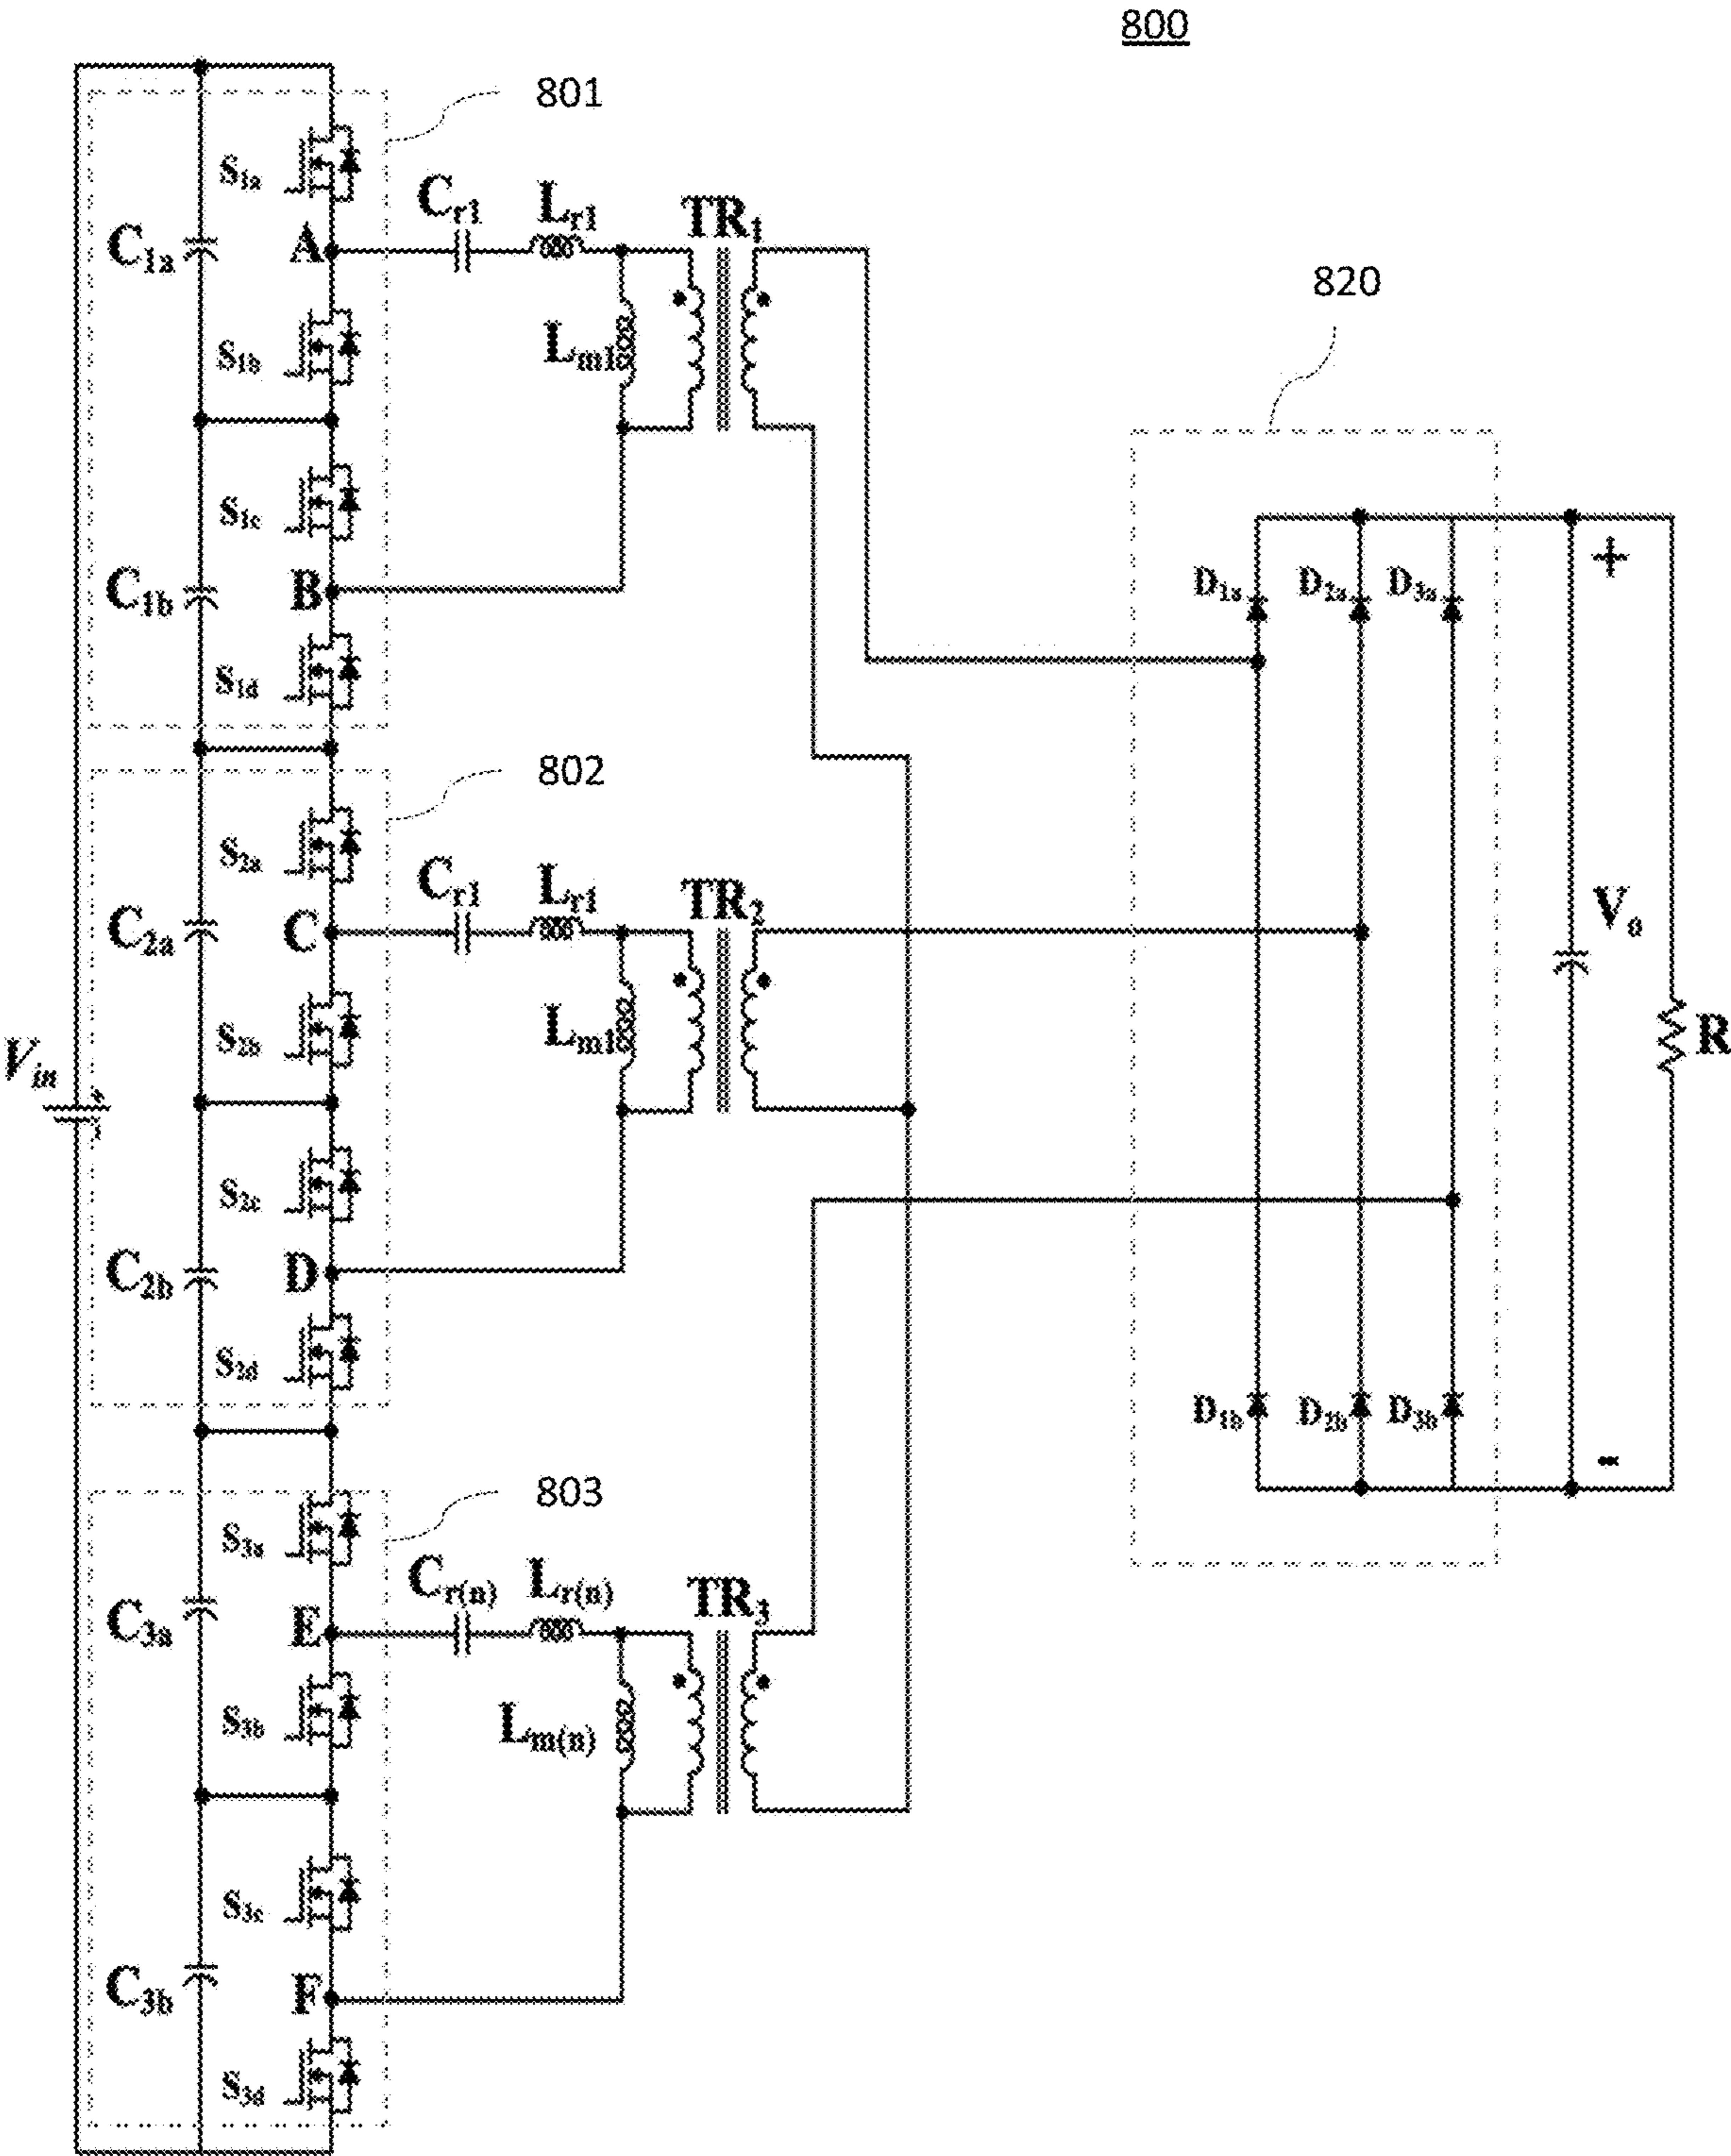 800
801
S1a
Cr1
Lr1
TR1
C1a
A
820
S1b
Lm1
S1c
C1b
B
D1a
D2a
D3a
+
S1d
802
S2a
Cr1
Lr1
TR2
C2a
C
Vo
S2b
Lm1
Vin
+
-
R
S2c
C2b
D
S2d
D1b
D2b
D3b
-
803
S3a
Cr(n)
Lr(n)
TR3
C3a
E
S3b
Lm(n)
S3c
C3b
F
S3d